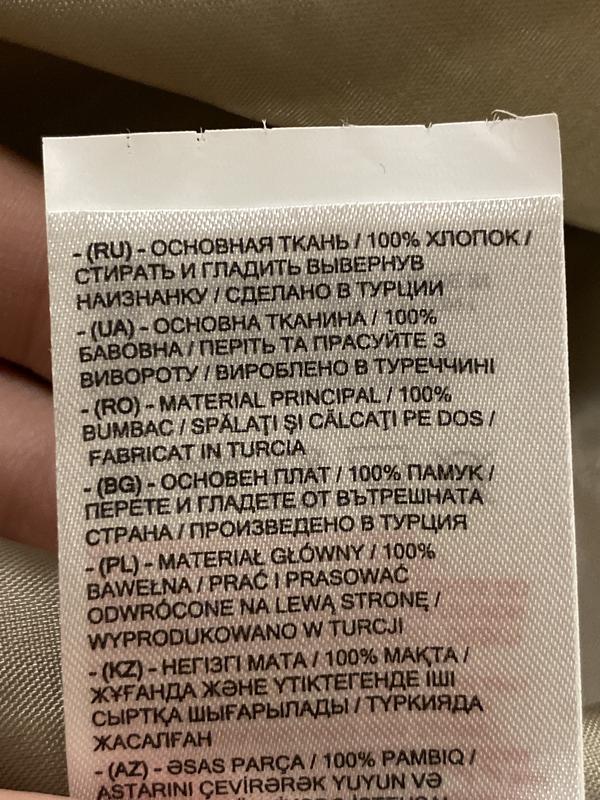 - (RU) - ОСНОВНАЯ ТКАНЬ / 100% ХЛОПОК /
СТИРАТЬ И ГЛАДИТЬ ВЫВЕРНУВ
НАИЗНАНКУ / СДЕЛАНО В ТУРЦИИ
- (UA) - ОСНОВНА ТКАНИНА / 100%
БАВОВНА / ПЕРІТЬ ТА ПРАСУЙТЕ З
ВИВОРОТУ / ВИРОБЛЕНО В ТУРЕЧЧИНІ
- (RO) - MATERIAL PRINCIPAL / 100%
BUMBAC / SPĂLAŢI ŞI CĂLCAŢI PE DOS /
FABRICAT IN TURCIA
- (BG) - ОСНОВЕН ПЛАТ / 100% ПАМУК /
ПЕРЕТЕ И ГЛАДЕТЕ ОТ ВЪТРЕШНАТА
СТРАНА / ПРОИЗВЕДЕНО В ТУРЦИЯ
- (PL) - MATERIAŁ GŁÓWNY / 100%
BAWEŁNA / PRAĆ I PRASOWAĆ
ODWRÓCONE NA LEWĄ STRONĘ /
WYPRODUKOWANO W TURCJI
- (KZ) - НЕГІЗГІ МАТА / 100% МАҚТА /
ЖҰҒАНДА ЖӘНЕ ҮТІКТЕГЕНДЕ ІШІ
СЫРТҚА ШЫҒАРЫЛАДЫ / ТҮРКИЯДА
ЖАСАЛҒАН
- (AZ) - ƏSAS PARÇA / 100% PAMBIQ /
ASTARINI ÇEVİRƏRƏK YUYUN VƏ